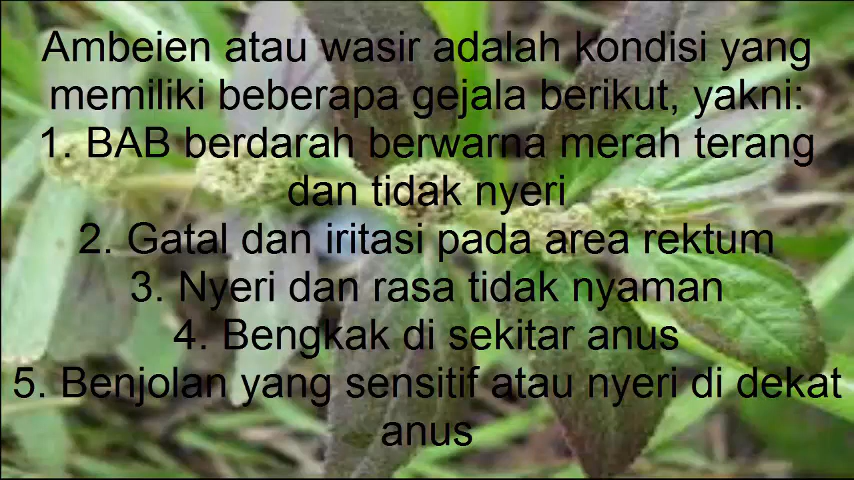 Ambeien atau wasir adalah kondisi yang
memiliki beberapa gejala berikut, yakni:
1. BAB berdarah berwarna merah terang
dan tidak nyeri
2. Gatal dan iritasi pada area rektum
3. Nyeri dan rasa tidak nyaman
4. Bengkak di sekitar anus
5. Benjolan yang sensitif atau nyeri di dekat
anus